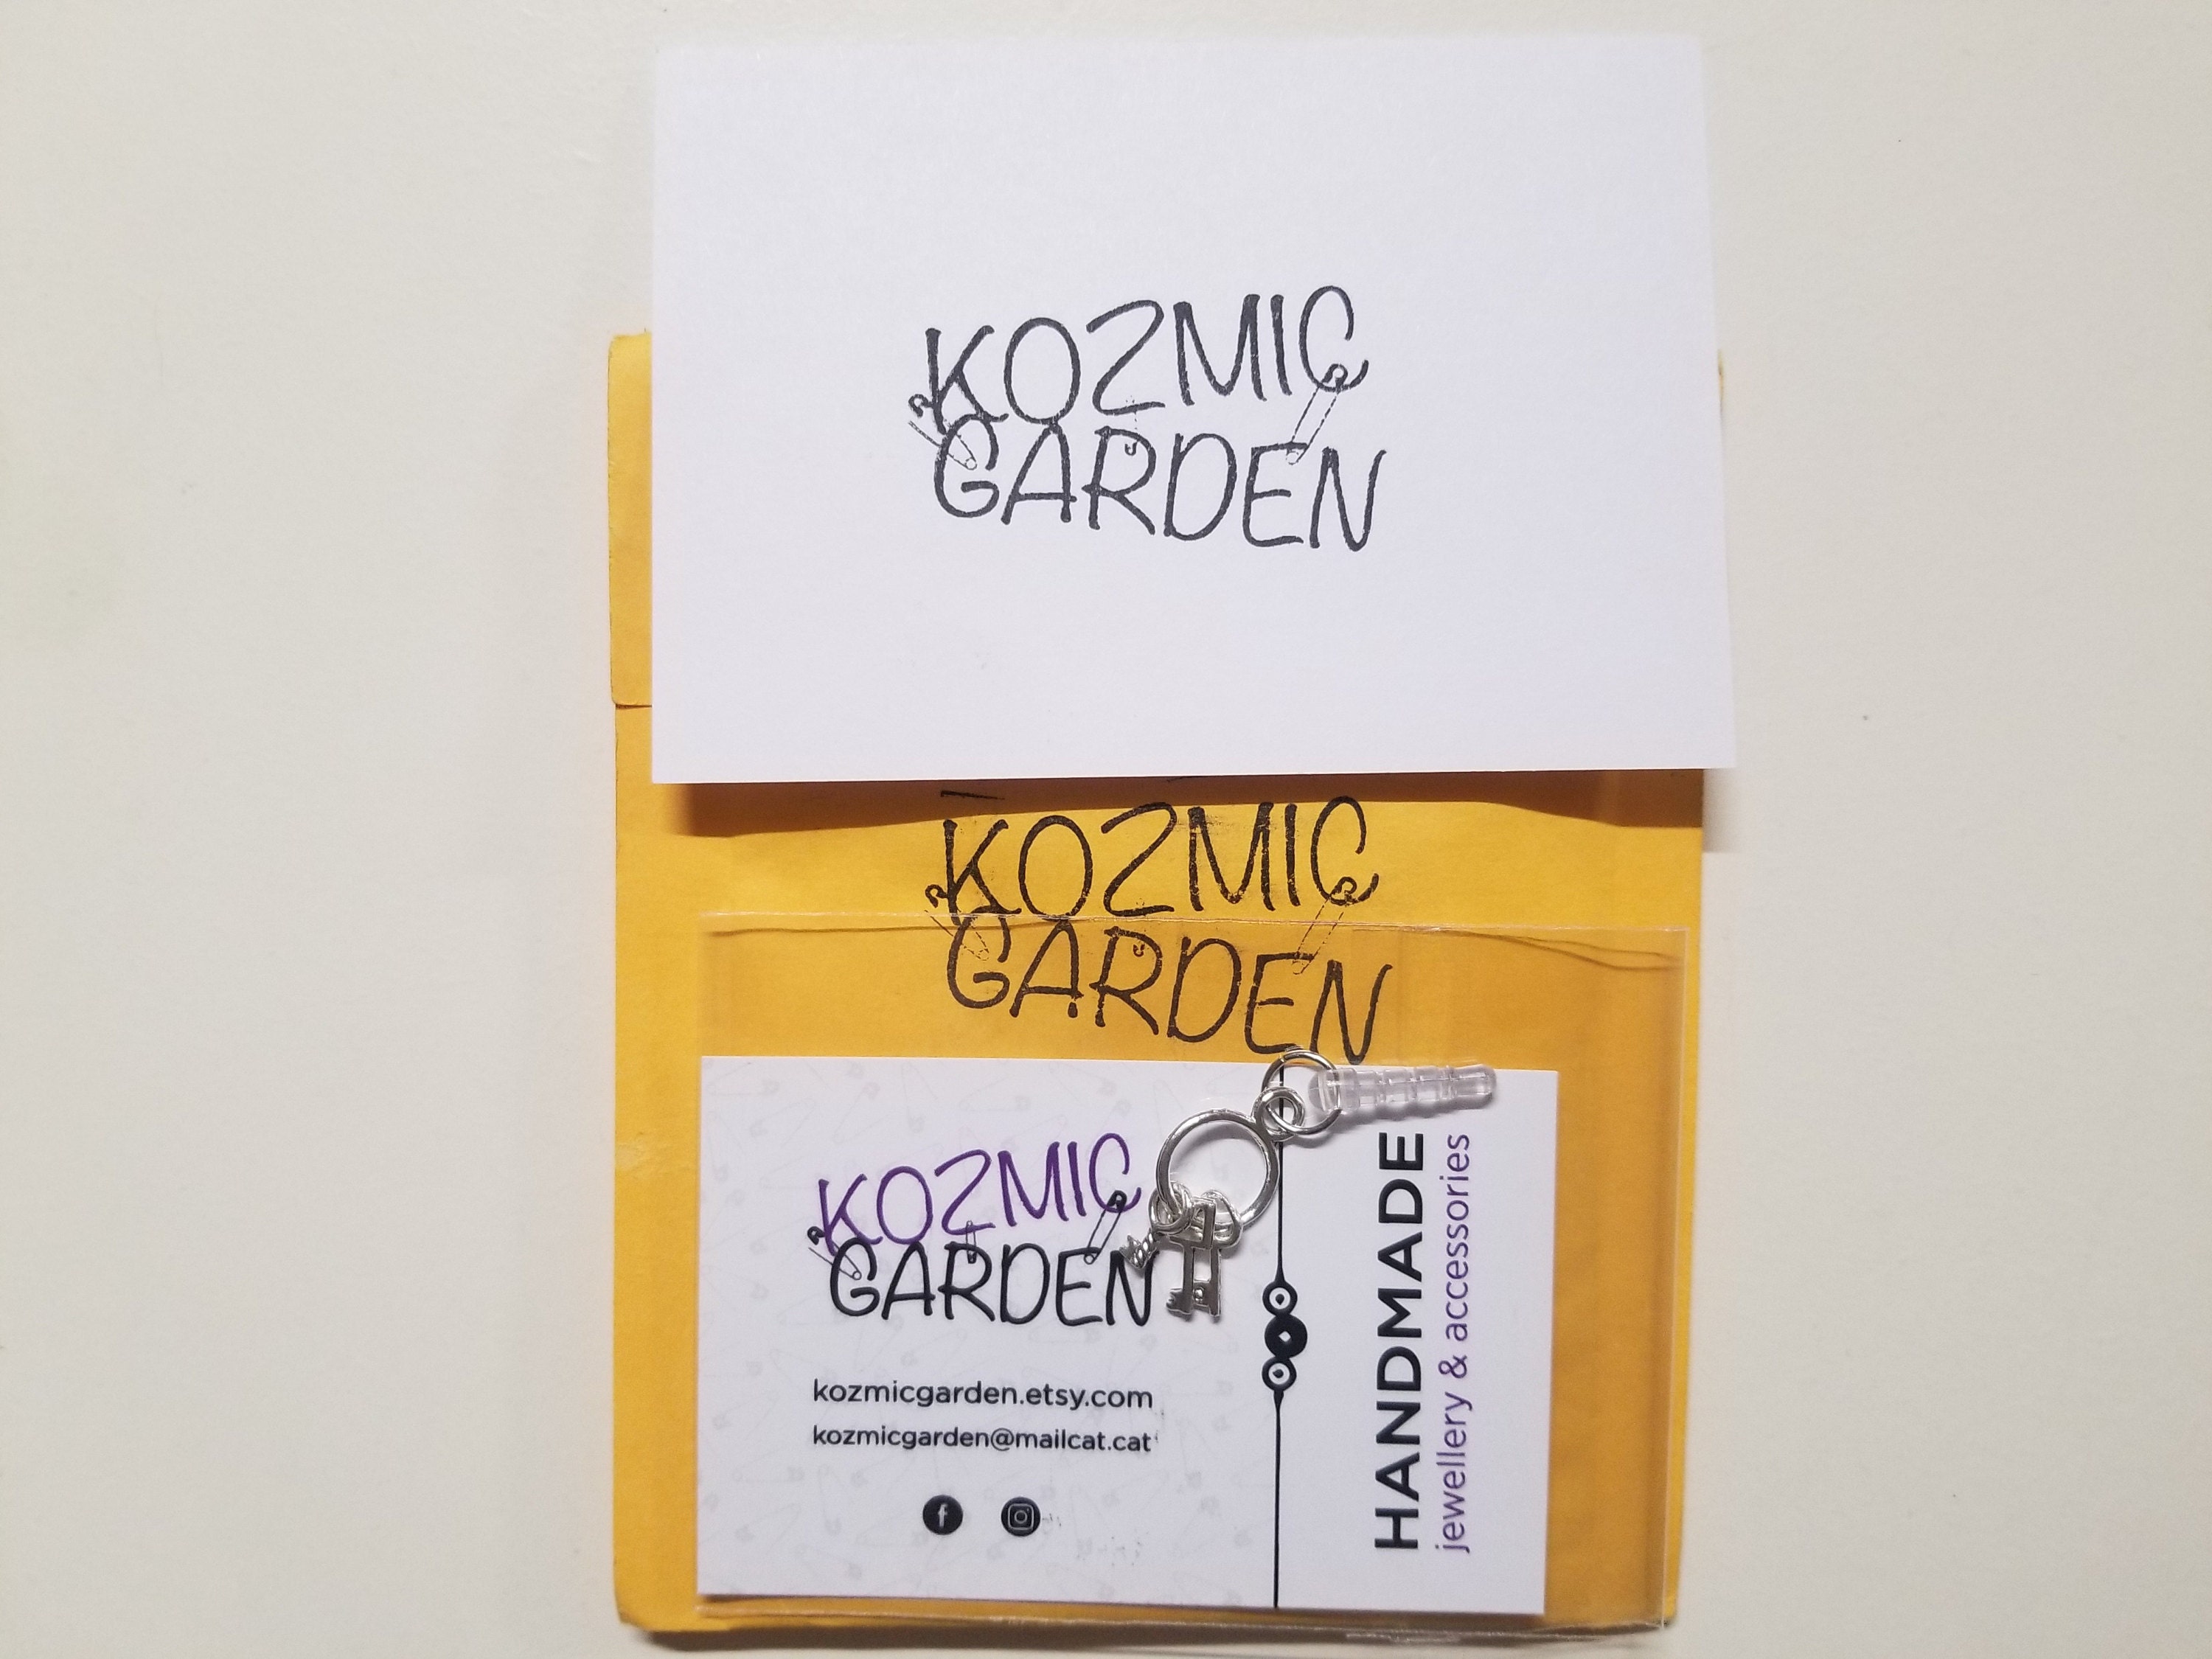 KOZMIC
GARDEN
KOZMIC
GARDEN
KOZMIC
GARDEN
kozmicgarden.etsy.com
kozmicgarden@mailcat.cat
HANDMADE
jewellery & accessories